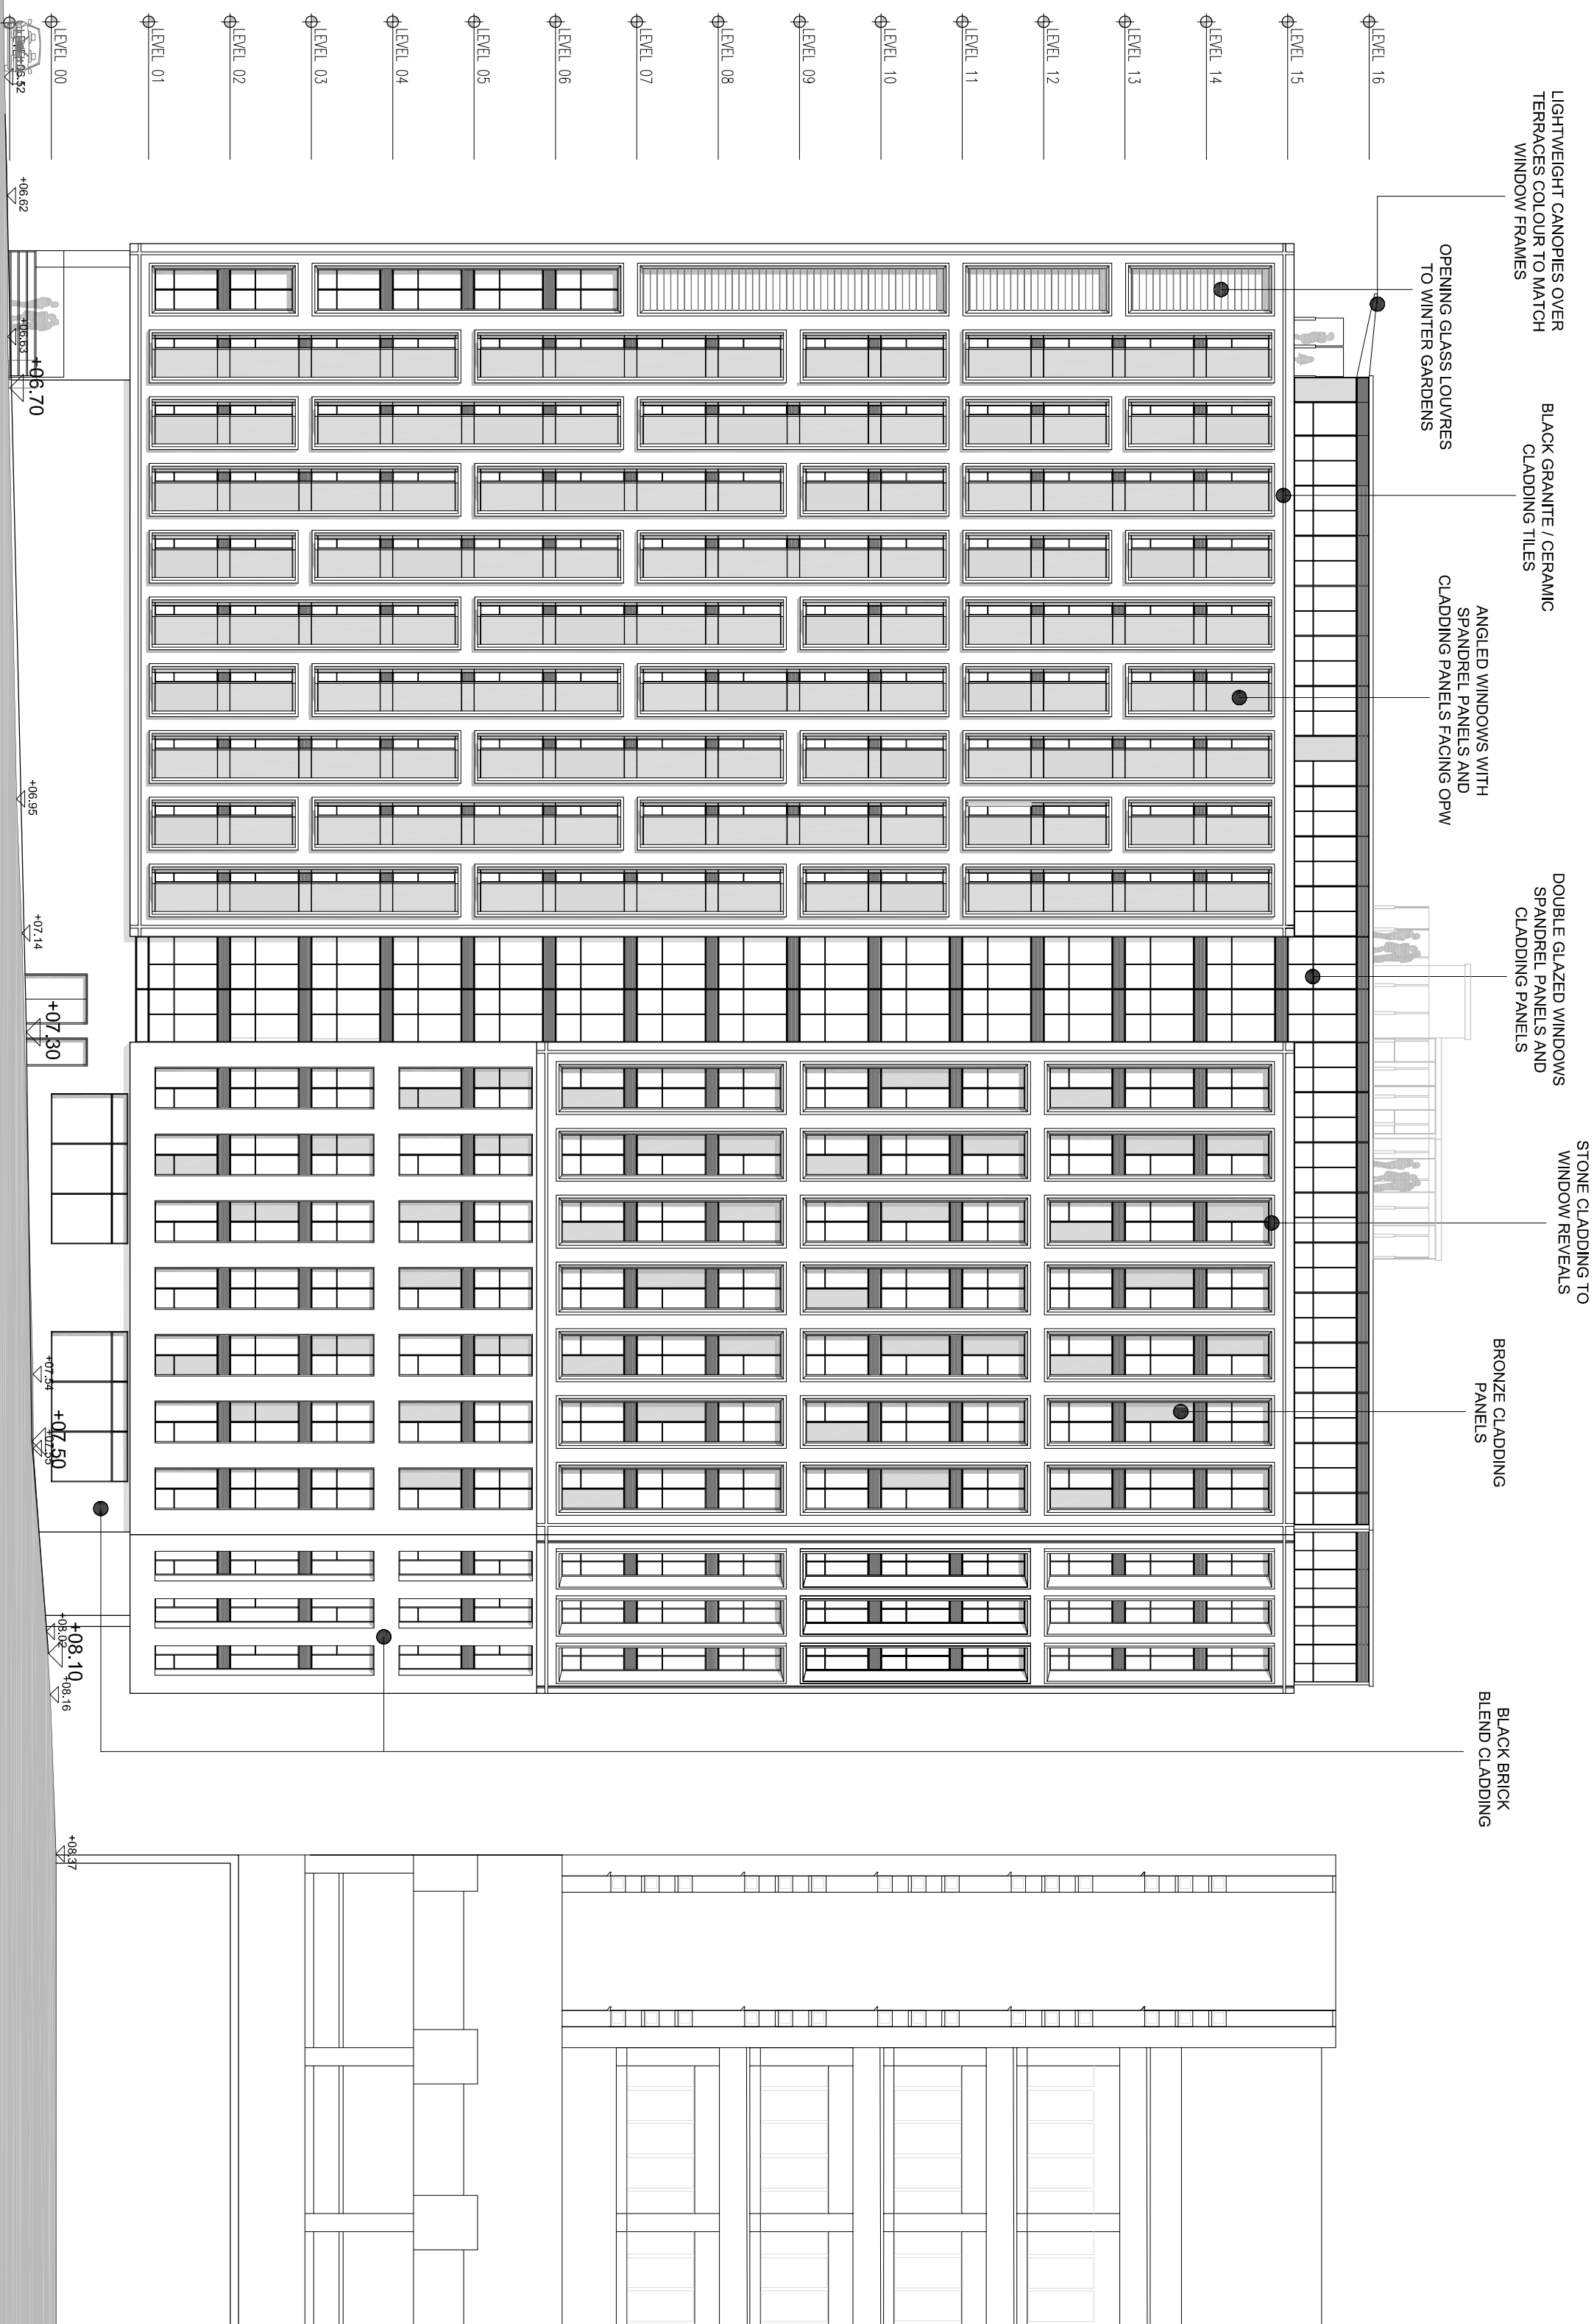 LIGHTWEIGHT CANOPIES OVER
TERRACES COLOUR TO MATCH
WINDOW FRAMES
OPENING GLASS LOUVRES
TO WINTER GARDENS
BLACK GRANITE / CERAMIC
CLADDING TILES
ANGLED WINDOWS WITH
SPANDREL PANELS AND
CLADDING PANELS FACING OPW
DOUBLE GLAZED WINDOWS
SPANDREL PANELS AND
CLADDING PANELS
STONE CLADDING TO
WINDOW REVEALS
BRONZE CLADDING
PANELS
BLACK BRICK
BLEND CLADDING
LEVEL 16
LEVEL 15
LEVEL 14
LEVEL 13
LEVEL 12
LEVEL 11
LEVEL 10
LEVEL 09
LEVEL 08
LEVEL 07
LEVEL 06
LEVEL 05
LEVEL 04
LEVEL 03
LEVEL 02
LEVEL 01
LEVEL 00
+06.52
+06.62
+06.63
+06.70
+06.95
+07.14
+07.30
+07.54
+07.50
+07.55
+08.02
+08.10
+08.16
+08.37